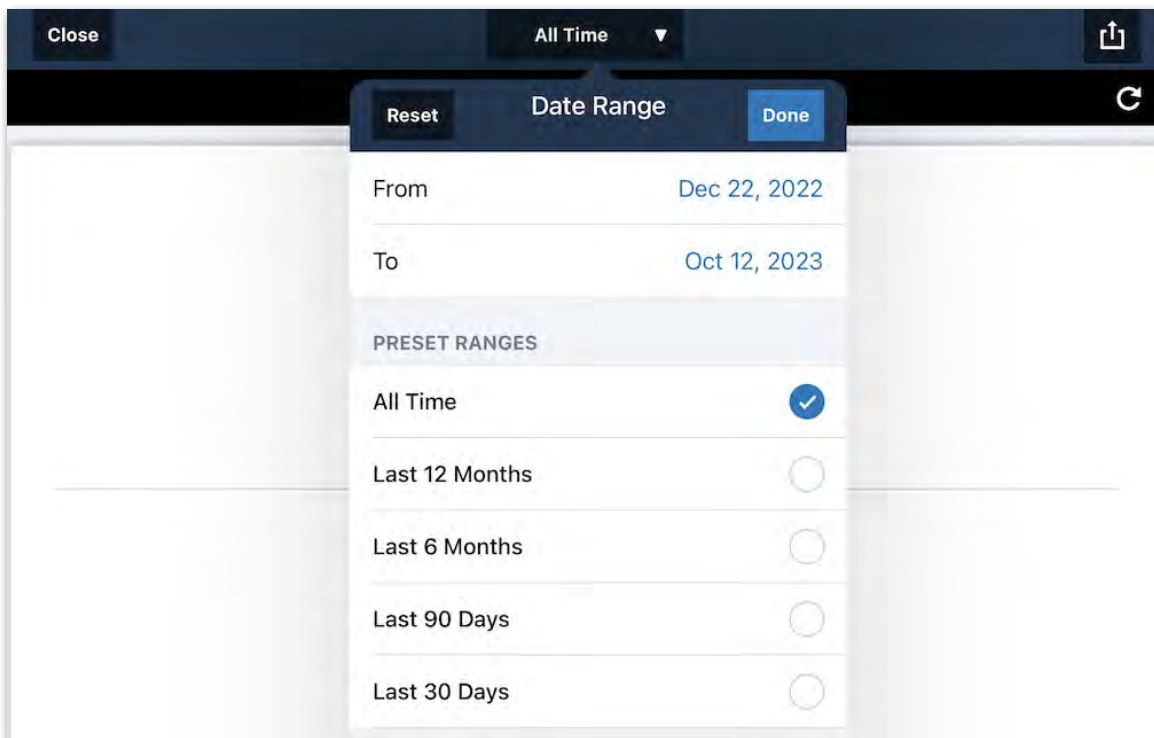 Close
All Time ▼
Reset
Date Range
Done
From Dec 22, 2022
To Oct 12, 2023
PRESET RANGES
All Time
Last 12 Months
Last 6 Months
Last 90 Days
Last 30 Days